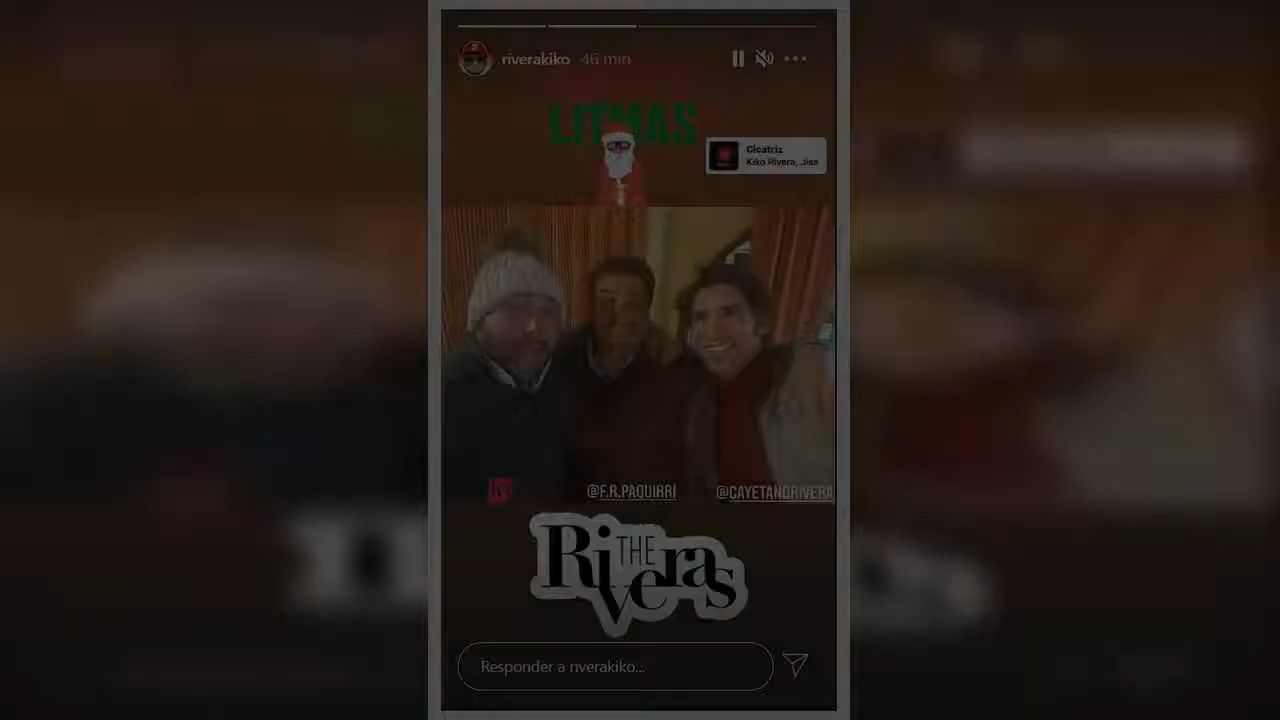 riverakiko 46 min
LITMAS
Cicatriz
Kiko Rivera, Jisa
@F.R.PAQUIRRI
@CAYETANORIVERA
THE
Riveras
Responder a riverakiko...